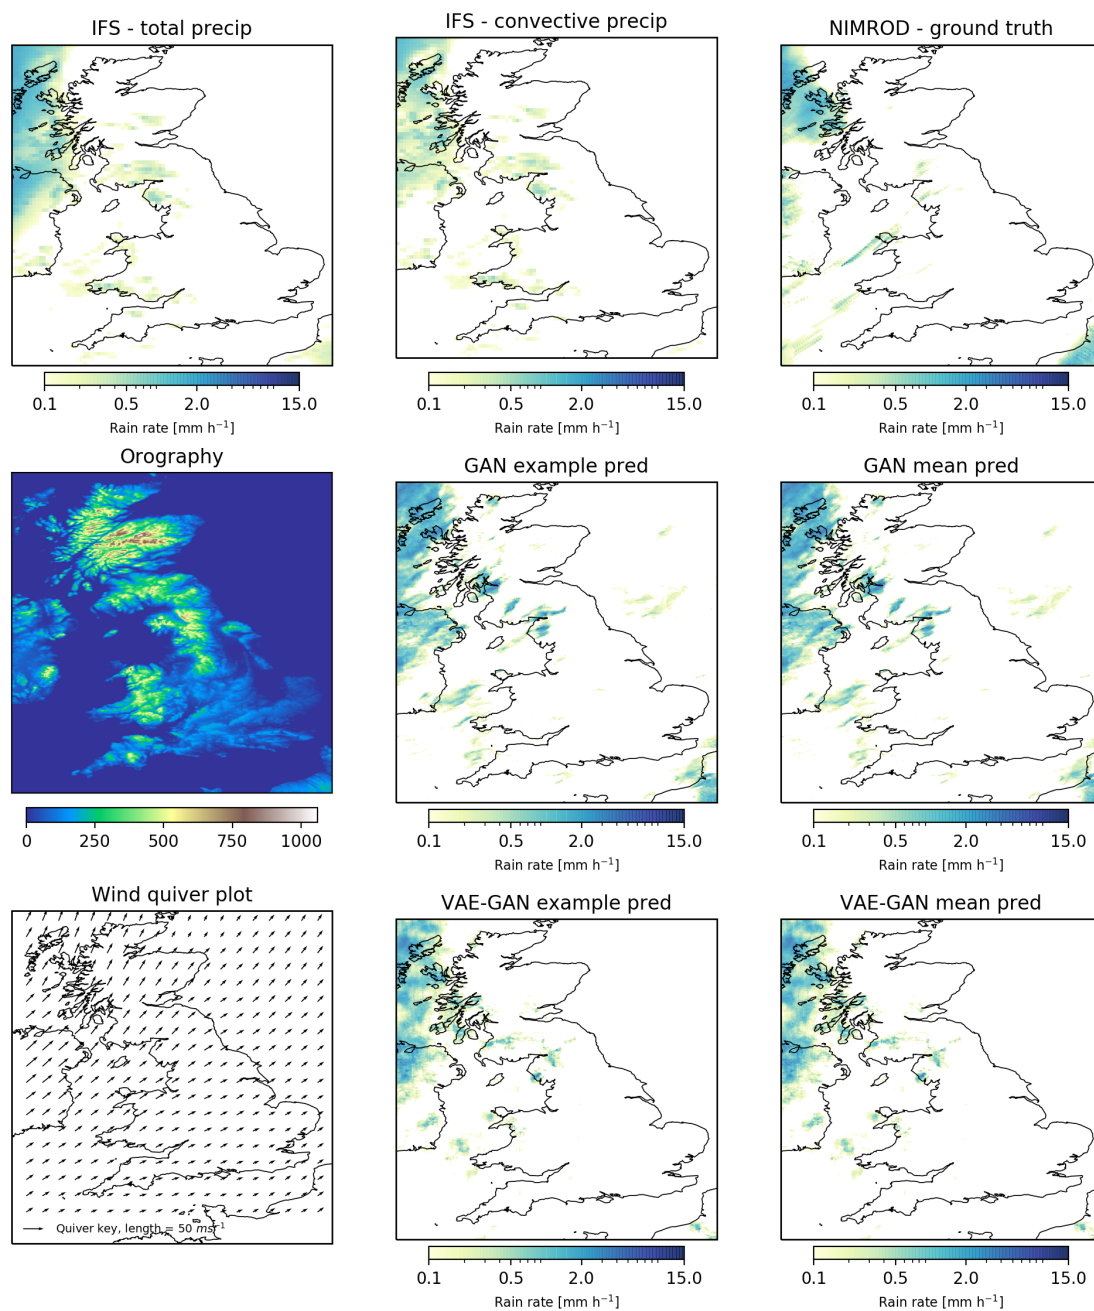 IFS - total precip
IFS - convective precip
NIMROD - ground truth
0.1 0.5 2.0 15.0
Rain rate [mm h⁻¹]
0.1 0.5 2.0 15.0
Rain rate [mm h⁻¹]
0.1 0.5 2.0 15.0
Rain rate [mm h⁻¹]
Orography
GAN example pred
GAN mean pred
0 250 500 750 1000
0.1 0.5 2.0 15.0
Rain rate [mm h⁻¹]
0.1 0.5 2.0 15.0
Rain rate [mm h⁻¹]
Wind quiver plot
VAE-GAN example pred
VAE-GAN mean pred
Quiver key, length = 50 ms⁻¹
0.1 0.5 2.0 15.0
Rain rate [mm h⁻¹]
0.1 0.5 2.0 15.0
Rain rate [mm h⁻¹]